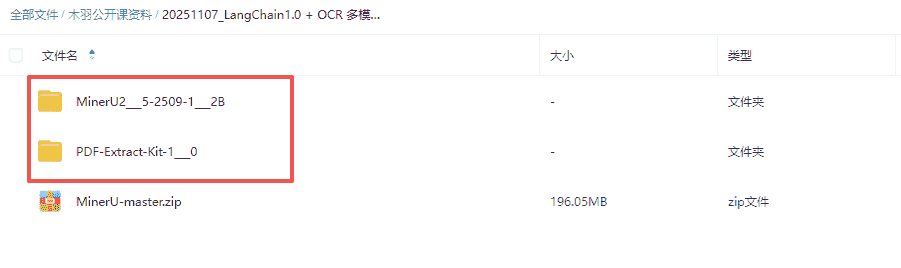 全部文件 / 木羽公开课资料 / 20251107_LangChain1.0 + OCR 多模...
文件名 大小 类型
MinerU2___5-2509-1___2B - 文件夹
PDF-Extract-Kit-1___0 - 文件夹
MinerU-master.zip 196.05MB zip文件